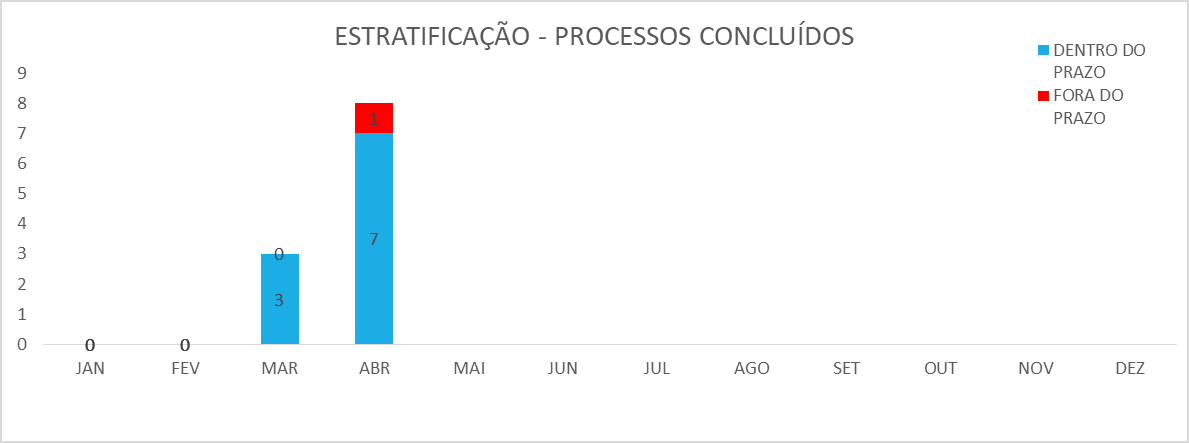 ESTRATIFICAÇÃO - PROCESSOS CONCLUÍDOS
DENTRO DO
PRAZO
FORA DO
PRAZO
9
8
7
6
5
4
3
2
1
0
1
7
0
3
0
0
JAN FEV MAR ABR MAI JUN JUL AGO SET OUT NOV DEZ